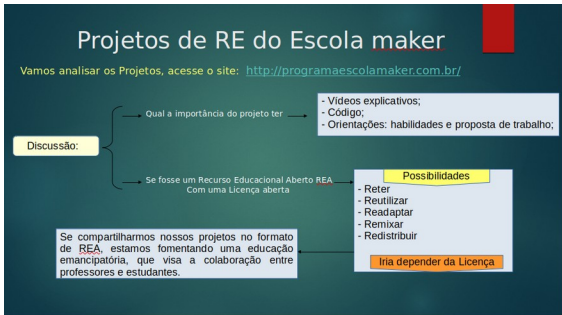 Projetos de RE do Escola maker
Vamos analisar os Projetos, acesse o site: http://programaescolamaker.com.br/
Discussão:
Qual a importância do projeto ter
- Vídeos explicativos;
- Código;
- Orientações: habilidades e proposta de trabalho;
Se fosse um Recurso Educacional Aberto REA
Com uma Licença aberta
Possibilidades
- Reter
- Reutilizar
- Readaptar
- Remixar
- Redistribuir
Iria depender da Licença
Se compartilharmos nossos projetos no formato
de REA, estamos fomentando uma educação
emancipatória, que visa a colaboração entre
professores e estudantes.